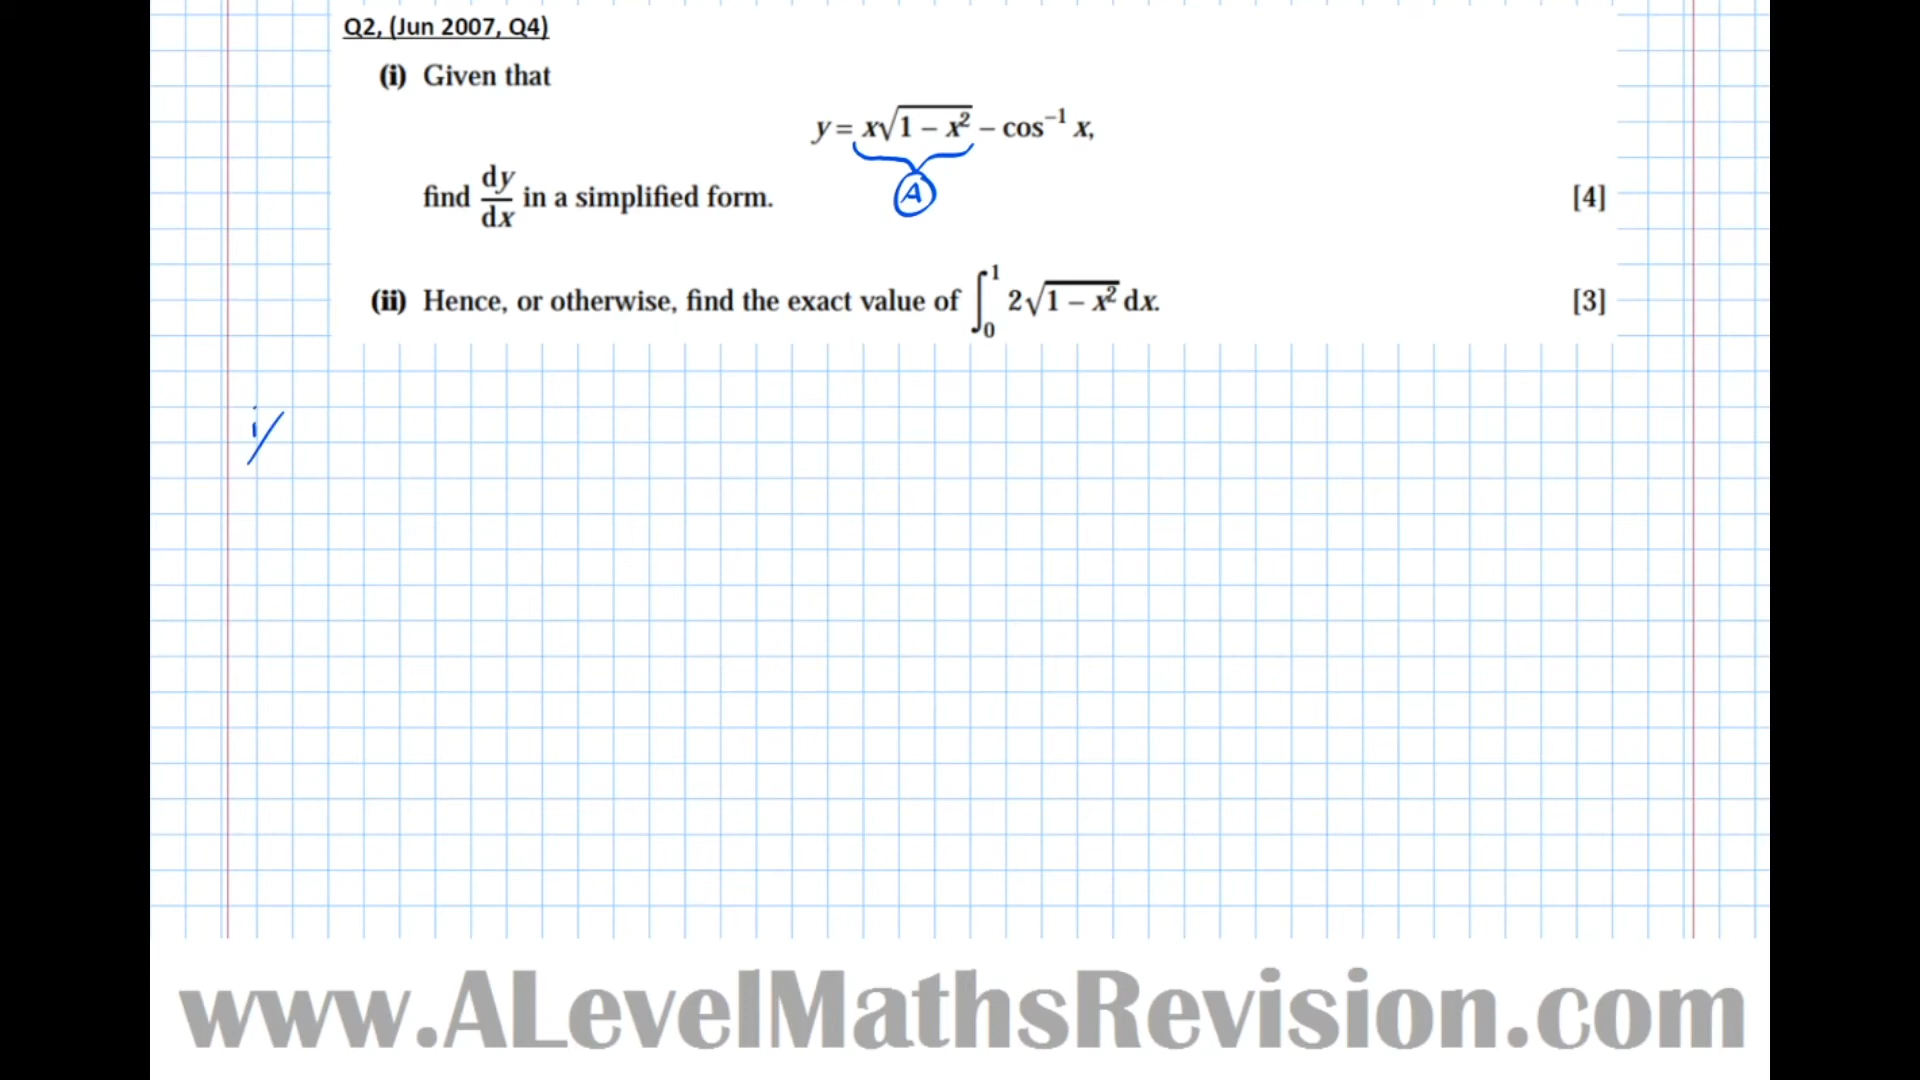 Q2, (Jun 2007, Q4)
(i) Given that
y = x√(1 – x²) – cos⁻¹ x,
A
find dy/dx in a simplified form. [4]
(ii) Hence, or otherwise, find the exact value of ∫₀¹ 2√(1 – x²) dx. [3]
i/
www.ALevelMathsRevision.com